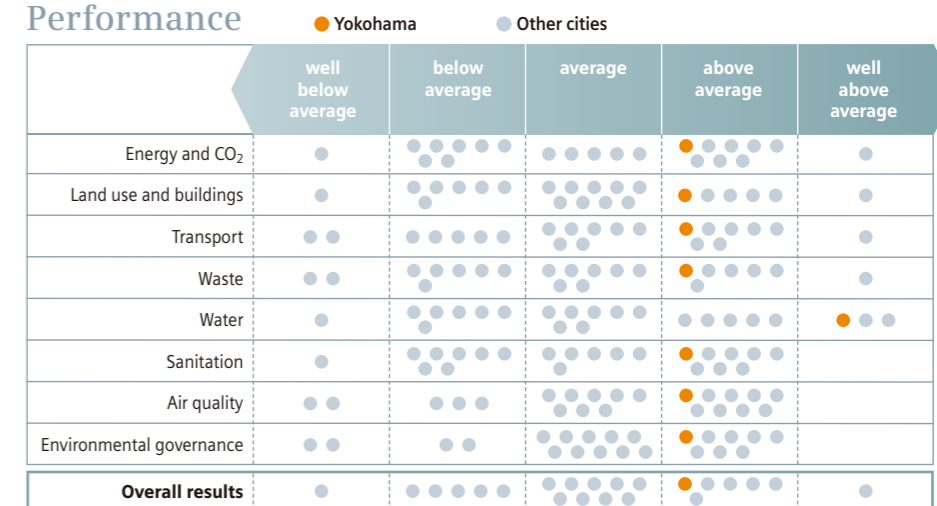 Performance
Yokohama
Other cities
well
below
average
below
average
average
above
average
well
above
average
Energy and CO₂
Land use and buildings
Transport
Waste
Water
Sanitation
Air quality
Environmental governance
Overall results